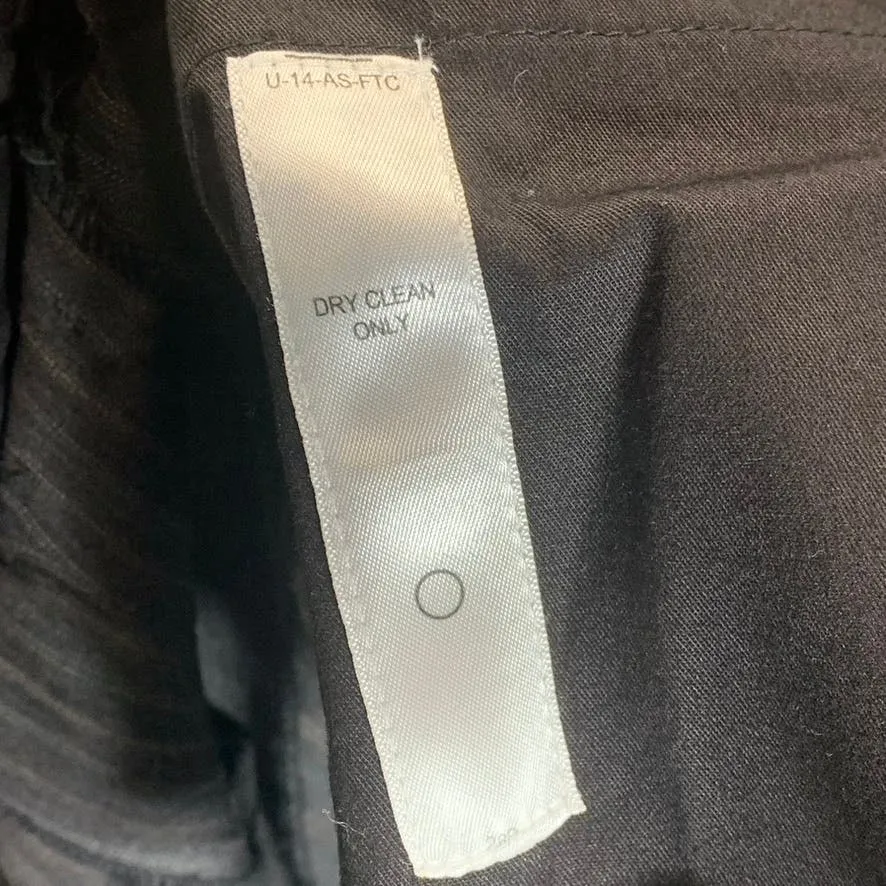 U-14-AS-FTC
DRY CLEAN
ONLY